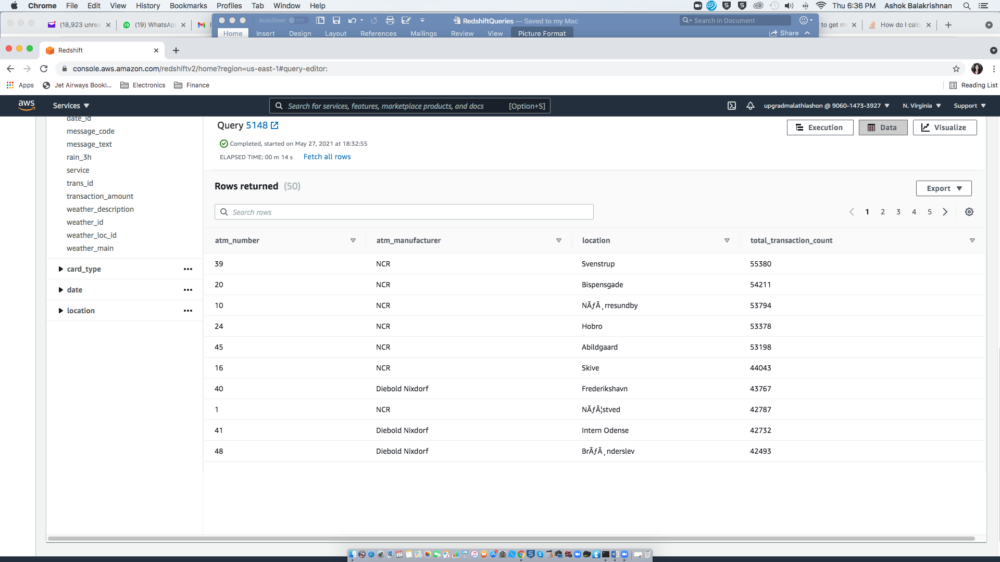 Chrome File Edit View History Bookmarks Profiles Tab Window Help Thu 6:36 PM Ashok Balakrishnan
(18,923 unrea (19) WhatsApp AutoSave OFF RedshiftQueries — Saved to my Mac Search in Document to get m How do I calc
Home Insert Design Layout References Mailings Review View Picture Format Share
Redshift
console.aws.amazon.com/redshiftv2/home?region=us-east-1#query-editor:
Apps Jet Airways Booki... Electronics Finance Reading List
aws Services Search for services, features, marketplace products, and docs [Option+S] upgradmalathiashon @ 9060-1473-3927 N. Virginia Support
date_id
message_code
message_text
rain_3h
service
trans_id
transaction_amount
weather_description
weather_id
weather_loc_id
weather_main
card_type
date
location
Query 5148 Execution Data Visualize
Completed, started on May 27, 2021 at 18:32:55
ELAPSED TIME: 00 m 14 s Fetch all rows
Rows returned (50) Export
Search rows 1 2 3 4 5
atm_number atm_manufacturer location total_transaction_count
39 NCR Svenstrup 55380
20 NCR Bispensgade 54211
10 NCR NÃƒÂ¸rresundby 53794
24 NCR Hobro 53378
45 NCR Abildgaard 53198
16 NCR Skive 44043
40 Diebold Nixdorf Frederikshavn 43767
1 NCR NÃƒÂ¦stved 42787
41 Diebold Nixdorf Intern Odense 42732
48 Diebold Nixdorf BrÃƒÂ¸nderslev 42493